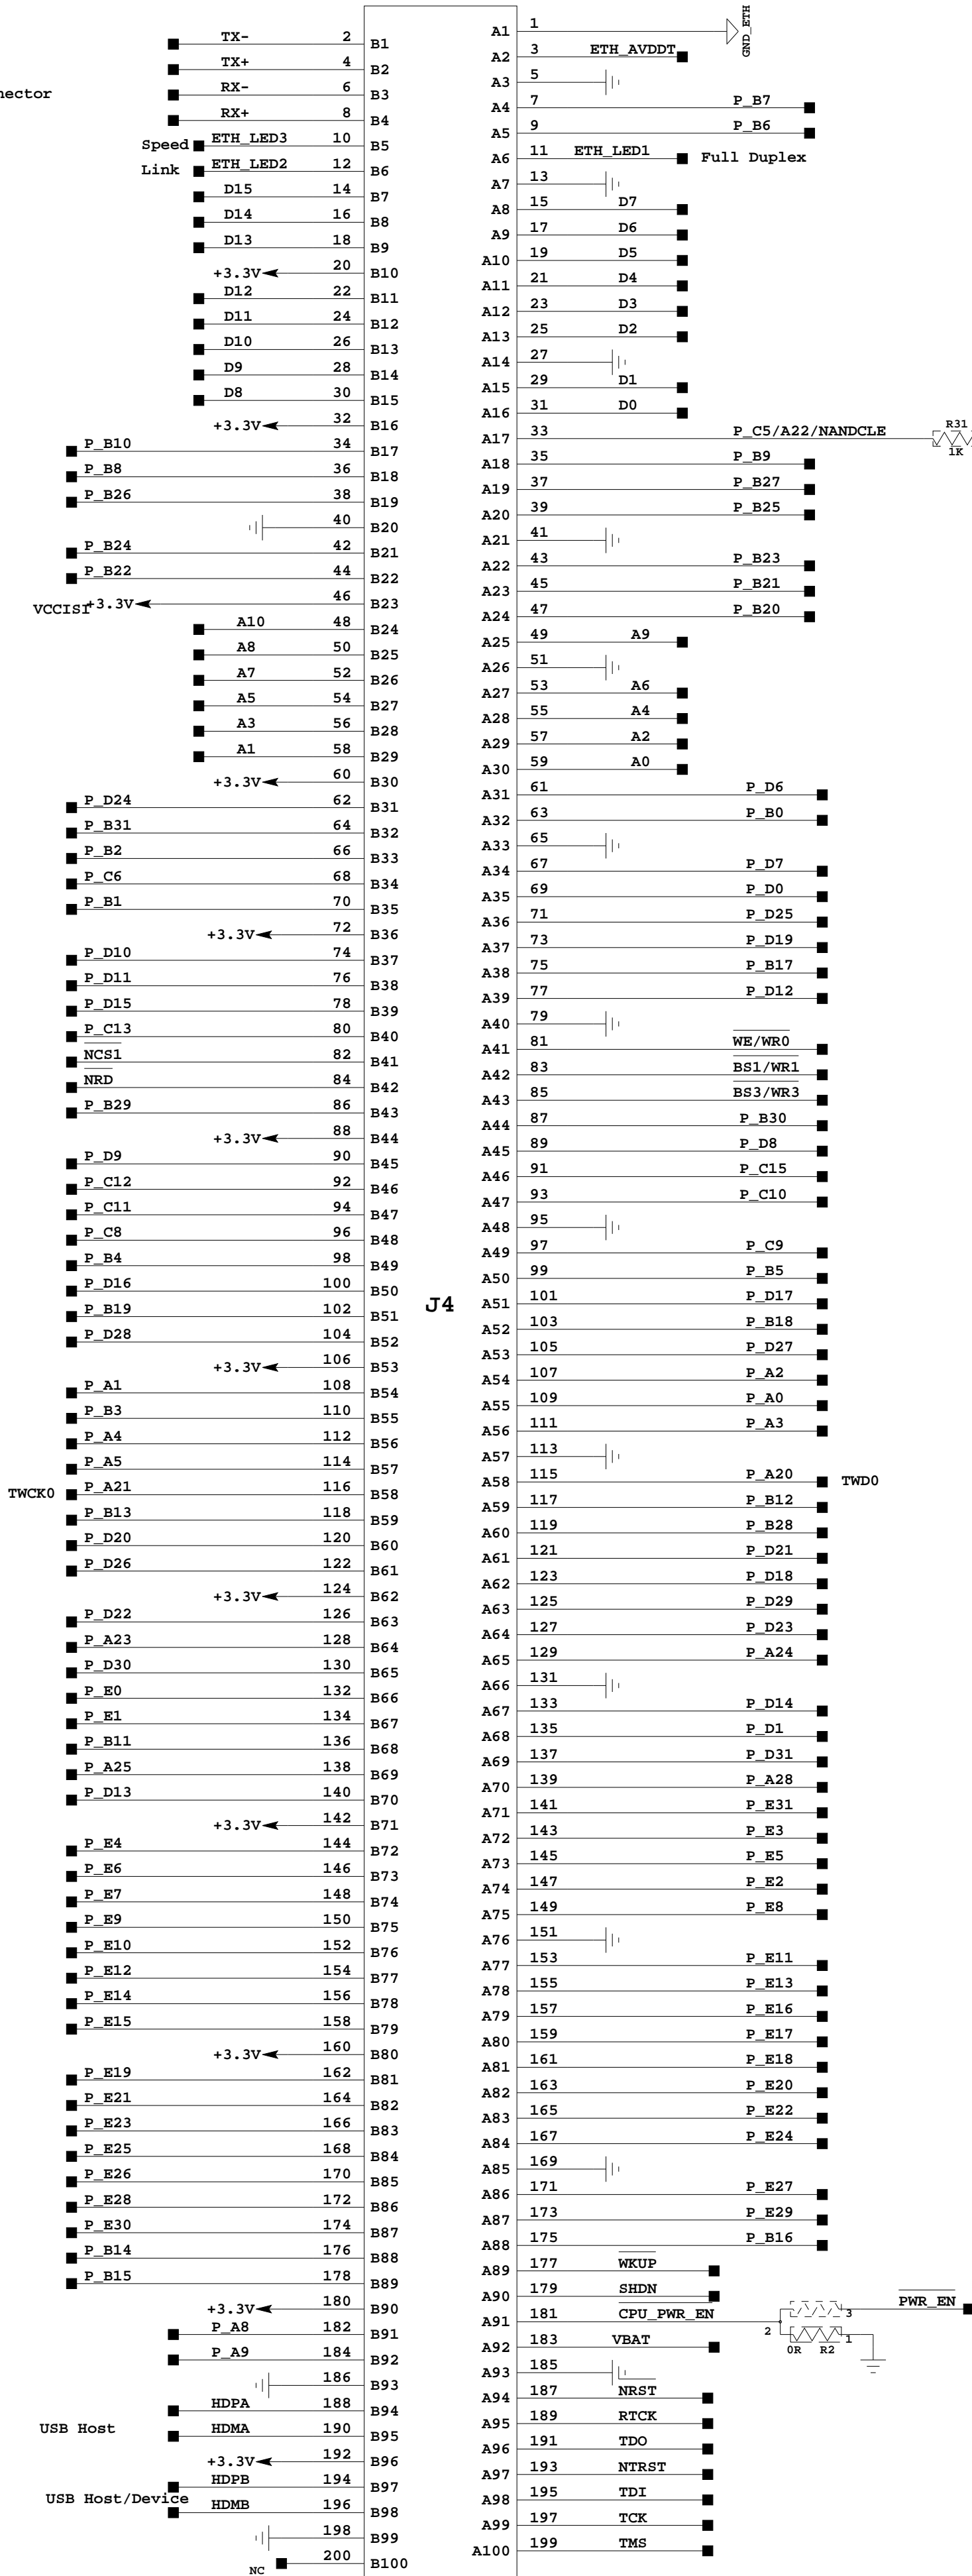 A1 1 GND_ETH
TX- 2 B1
A2 3 ETH_AVDDT
TX+ 4 B2
A3 5
nector RX- 6 B3
A4 7 P_B7
RX+ 8 B4
A5 9 P_B6
Speed ETH_LED3 10 B5
A6 11 ETH_LED1 Full Duplex
Link ETH_LED2 12 B6
A7 13
D15 14 B7
A8 15 D7
D14 16 B8
A9 17 D6
D13 18 B9
A10 19 D5
+3.3V 20 B10
A11 21 D4
D12 22 B11
A12 23 D3
D11 24 B12
A13 25 D2
D10 26 B13
A14 27
D9 28 B14
A15 29 D1
D8 30 B15
A16 31 D0
+3.3V 32 B16
A17 33 P_C5/A22/NANDCLE R31 1K
P_B10 34 B17
A18 35 P_B9
P_B8 36 B18
A19 37 P_B27
P_B26 38 B19
A20 39 P_B25
40 B20
A21 41
P_B24 42 B21
A22 43 P_B23
P_B22 44 B22
A23 45 P_B21
VCCISI +3.3V 46 B23
A24 47 P_B20
A10 48 B24
A25 49 A9
A8 50 B25
A26 51
A7 52 B26
A27 53 A6
A5 54 B27
A28 55 A4
A3 56 B28
A29 57 A2
A1 58 B29
A30 59 A0
+3.3V 60 B30
A31 61 P_D6
P_D24 62 B31
A32 63 P_B0
P_B31 64 B32
A33 65
P_B2 66 B33
A34 67 P_D7
P_C6 68 B34
A35 69 P_D0
P_B1 70 B35
A36 71 P_D25
+3.3V 72 B36
A37 73 P_D19
P_D10 74 B37
A38 75 P_B17
P_D11 76 B38
A39 77 P_D12
P_D15 78 B39
A40 79
P_C13 80 B40
A41 81 WE/WR0
NCS1 82 B41
A42 83 BS1/WR1
NRD 84 B42
A43 85 BS3/WR3
P_B29 86 B43
A44 87 P_B30
+3.3V 88 B44
A45 89 P_D8
P_D9 90 B45
A46 91 P_C15
P_C12 92 B46
A47 93 P_C10
P_C11 94 B47
A48 95
P_C8 96 B48
A49 97 P_C9
P_B4 98 B49
A50 99 P_B5
P_D16 100 B50
J4
A51 101 P_D17
P_B19 102 B51
A52 103 P_B18
P_D28 104 B52
A53 105 P_D27
+3.3V 106 B53
A54 107 P_A2
P_A1 108 B54
A55 109 P_A0
P_B3 110 B55
A56 111 P_A3
P_A4 112 B56
A57 113
P_A5 114 B57
A58 115 P_A20 TWD0
TWCK0 P_A21 116 B58
A59 117 P_B12
P_B13 118 B59
A60 119 P_B28
P_D20 120 B60
A61 121 P_D21
P_D26 122 B61
A62 123 P_D18
+3.3V 124 B62
A63 125 P_D29
P_D22 126 B63
A64 127 P_D23
P_A23 128 B64
A65 129 P_A24
P_D30 130 B65
A66 131
P_E0 132 B66
A67 133 P_D14
P_E1 134 B67
A68 135 P_D1
P_B11 136 B68
A69 137 P_D31
P_A25 138 B69
A70 139 P_A28
P_D13 140 B70
A71 141 P_E31
+3.3V 142 B71
A72 143 P_E3
P_E4 144 B72
A73 145 P_E5
P_E6 146 B73
A74 147 P_E2
P_E7 148 B74
A75 149 P_E8
P_E9 150 B75
A76 151
P_E10 152 B76
A77 153 P_E11
P_E12 154 B77
A78 155 P_E13
P_E14 156 B78
A79 157 P_E16
P_E15 158 B79
A80 159 P_E17
+3.3V 160 B80
A81 161 P_E18
P_E19 162 B81
A82 163 P_E20
P_E21 164 B82
A83 165 P_E22
P_E23 166 B83
A84 167 P_E24
P_E25 168 B84
A85 169
P_E26 170 B85
A86 171 P_E27
P_E28 172 B86
A87 173 P_E29
P_E30 174 B87
A88 175 P_B16
P_B14 176 B88
A89 177 WKUP
P_B15 178 B89
A90 179 SHDN
+3.3V 180 B90
A91 181 CPU_PWR_EN 2 3 PWR_EN
0R R2 1
P_A8 182 B91
A92 183 VBAT
P_A9 184 B92
A93 185
186 B93
A94 187 NRST
HDPA 188 B94
A95 189 RTCK
USB Host HDMA 190 B95
A96 191 TDO
+3.3V 192 B96
A97 193 NTRST
HDPB 194 B97
A98 195 TDI
USB Host/Device HDMB 196 B98
A99 197 TCK
198 B99
A100 199 TMS
NC 200 B100